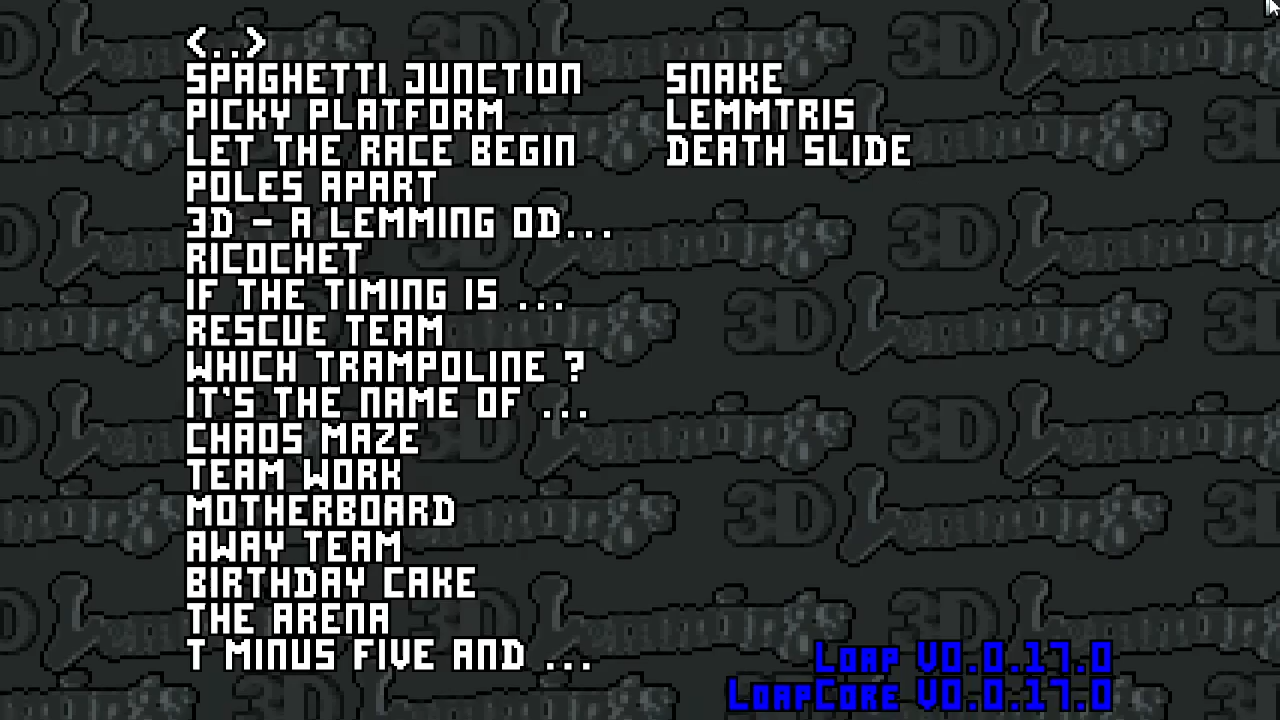 <..>
SPAGHETTI JUNCTION
PICKY PLATFORM
LET THE RACE BEGIN
POLES APART
3D - A LEMMING OD...
RICOCHET
IF THE TIMING IS ...
RESCUE TEAM
WHICH TRAMPOLINE ?
IT'S THE NAME OF ...
CHAOS MAZE
TEAM WORK
MOTHERBOARD
AWAY TEAM
BIRTHDAY CAKE
THE ARENA
T MINUS FIVE AND ...
SNAKE
LEMMTRIS
DEATH SLIDE
LOAP V0.0.17.0
LOAPCORE V0.0.17.0
3D Lemmings